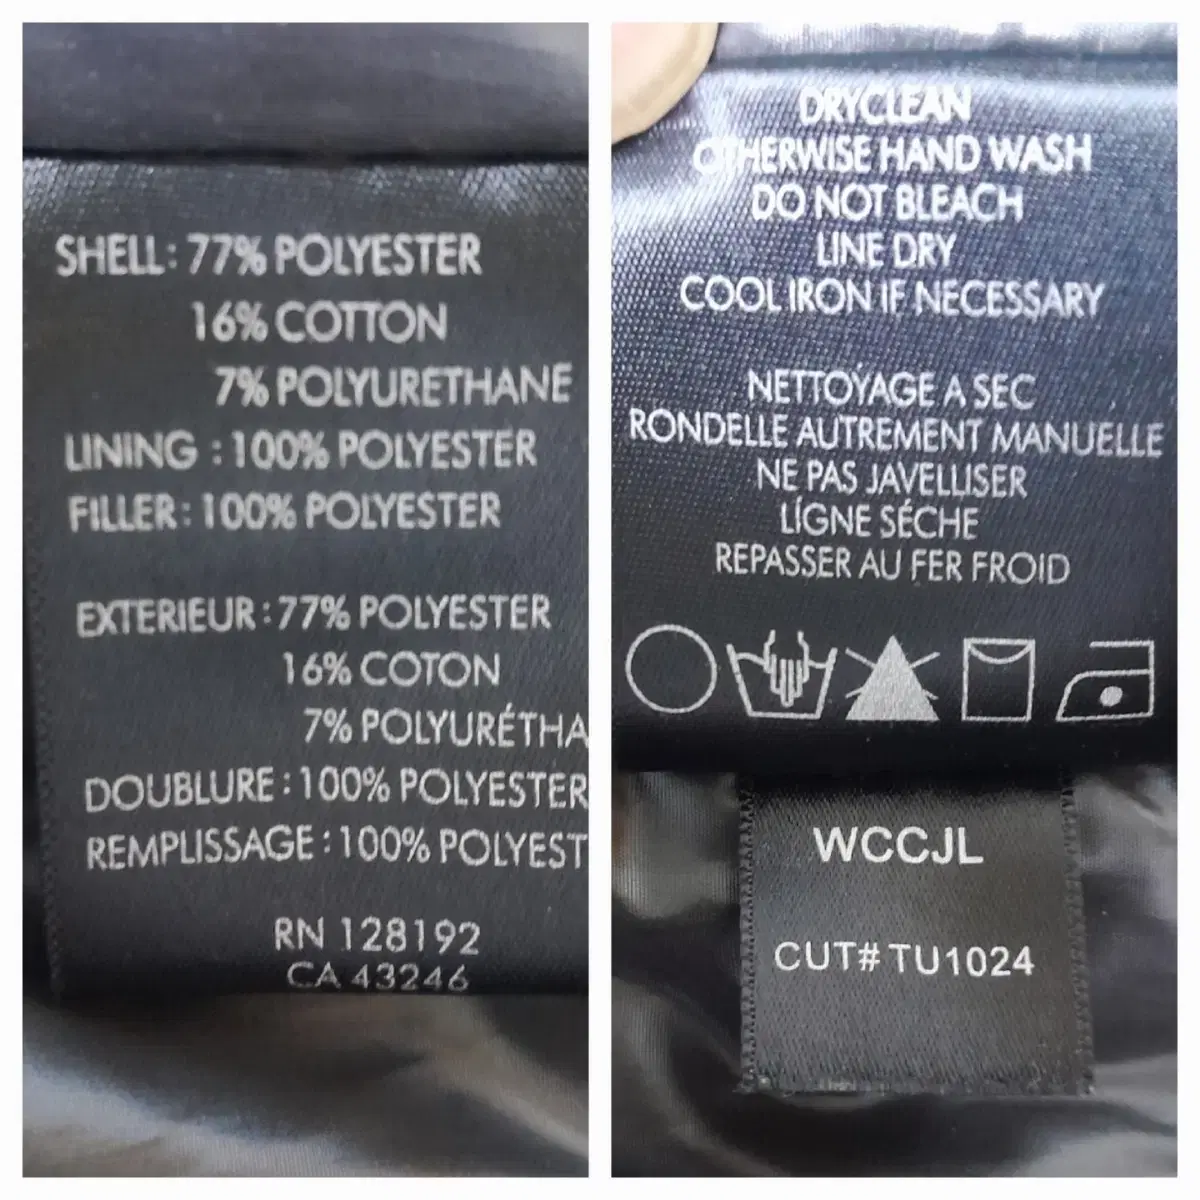 SHELL: 77% POLYESTER
16% COTTON
7% POLYURETHANE
LINING : 100% POLYESTER
FILLER: 100% POLYESTER
EXTERIEUR : 77% POLYESTER
16% COTON
7% POLYURÉTHA
DOUBLURE : 100% POLYESTER
REMPLISSAGE : 100% POLYEST
RN 128192
CA 43246
DRYCLEAN
OTHERWISE HAND WASH
DO NOT BLEACH
LINE DRY
COOL IRON IF NECESSARY
NETTOYAGE A SEC
RONDELLE AUTREMENT MANUELLE
NE PAS JAVELLISER
LÍGNE SÉCHE
REPASSER AU FER FROID
WCCJL
CUT# TU1024